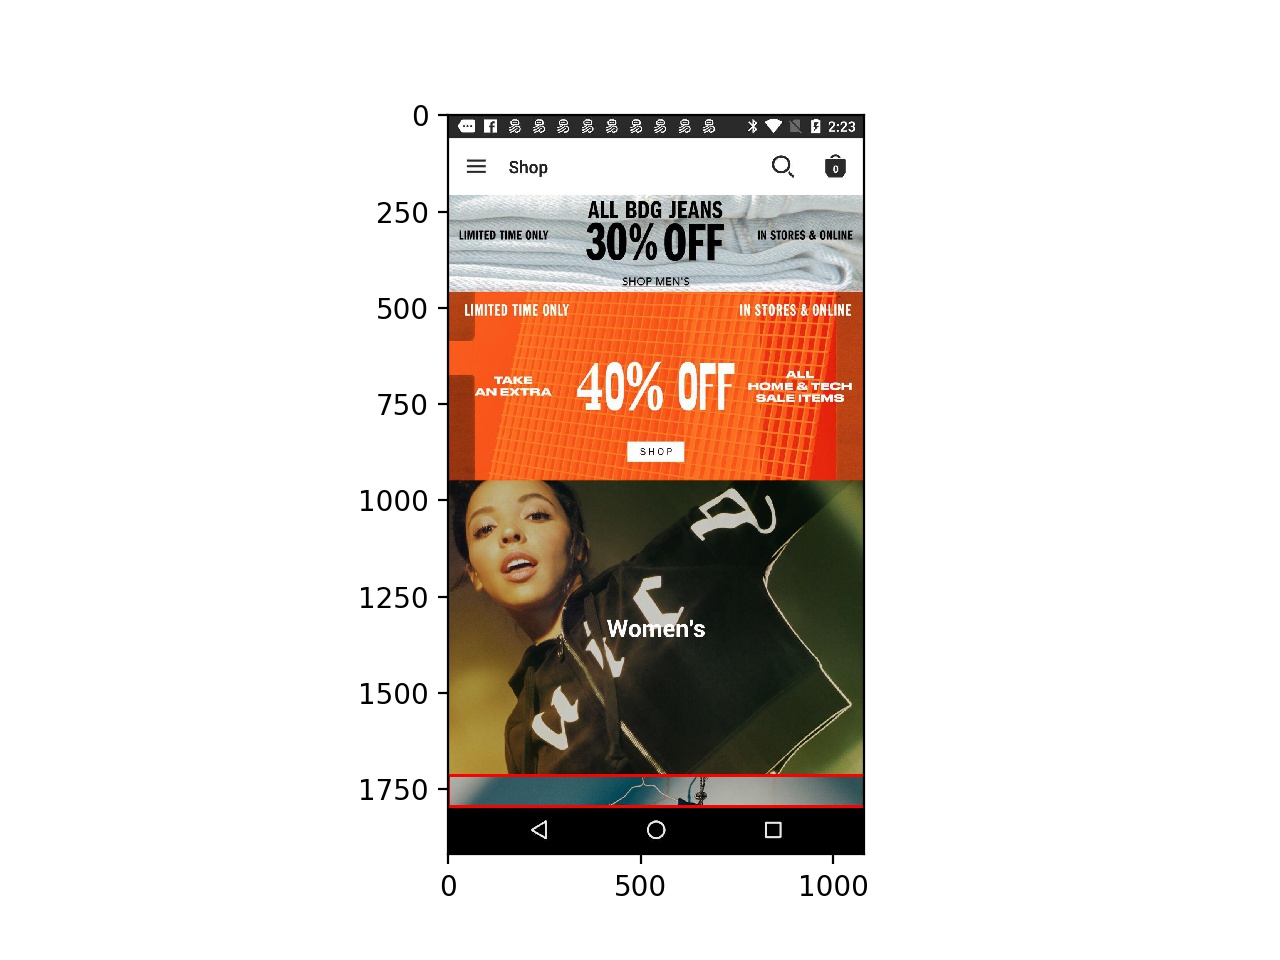 0
2:23
Shop
0
250
ALL BDG JEANS
LIMITED TIME ONLY
30% OFF
IN STORES & ONLINE
SHOP MEN'S
500
LIMITED TIME ONLY
IN STORES & ONLINE
TAKE
AN EXTRA
40% OFF
ALL
HOME & TECH
SALE ITEMS
750
SHOP
1000
1250
Women's
1500
1750
0
500
1000